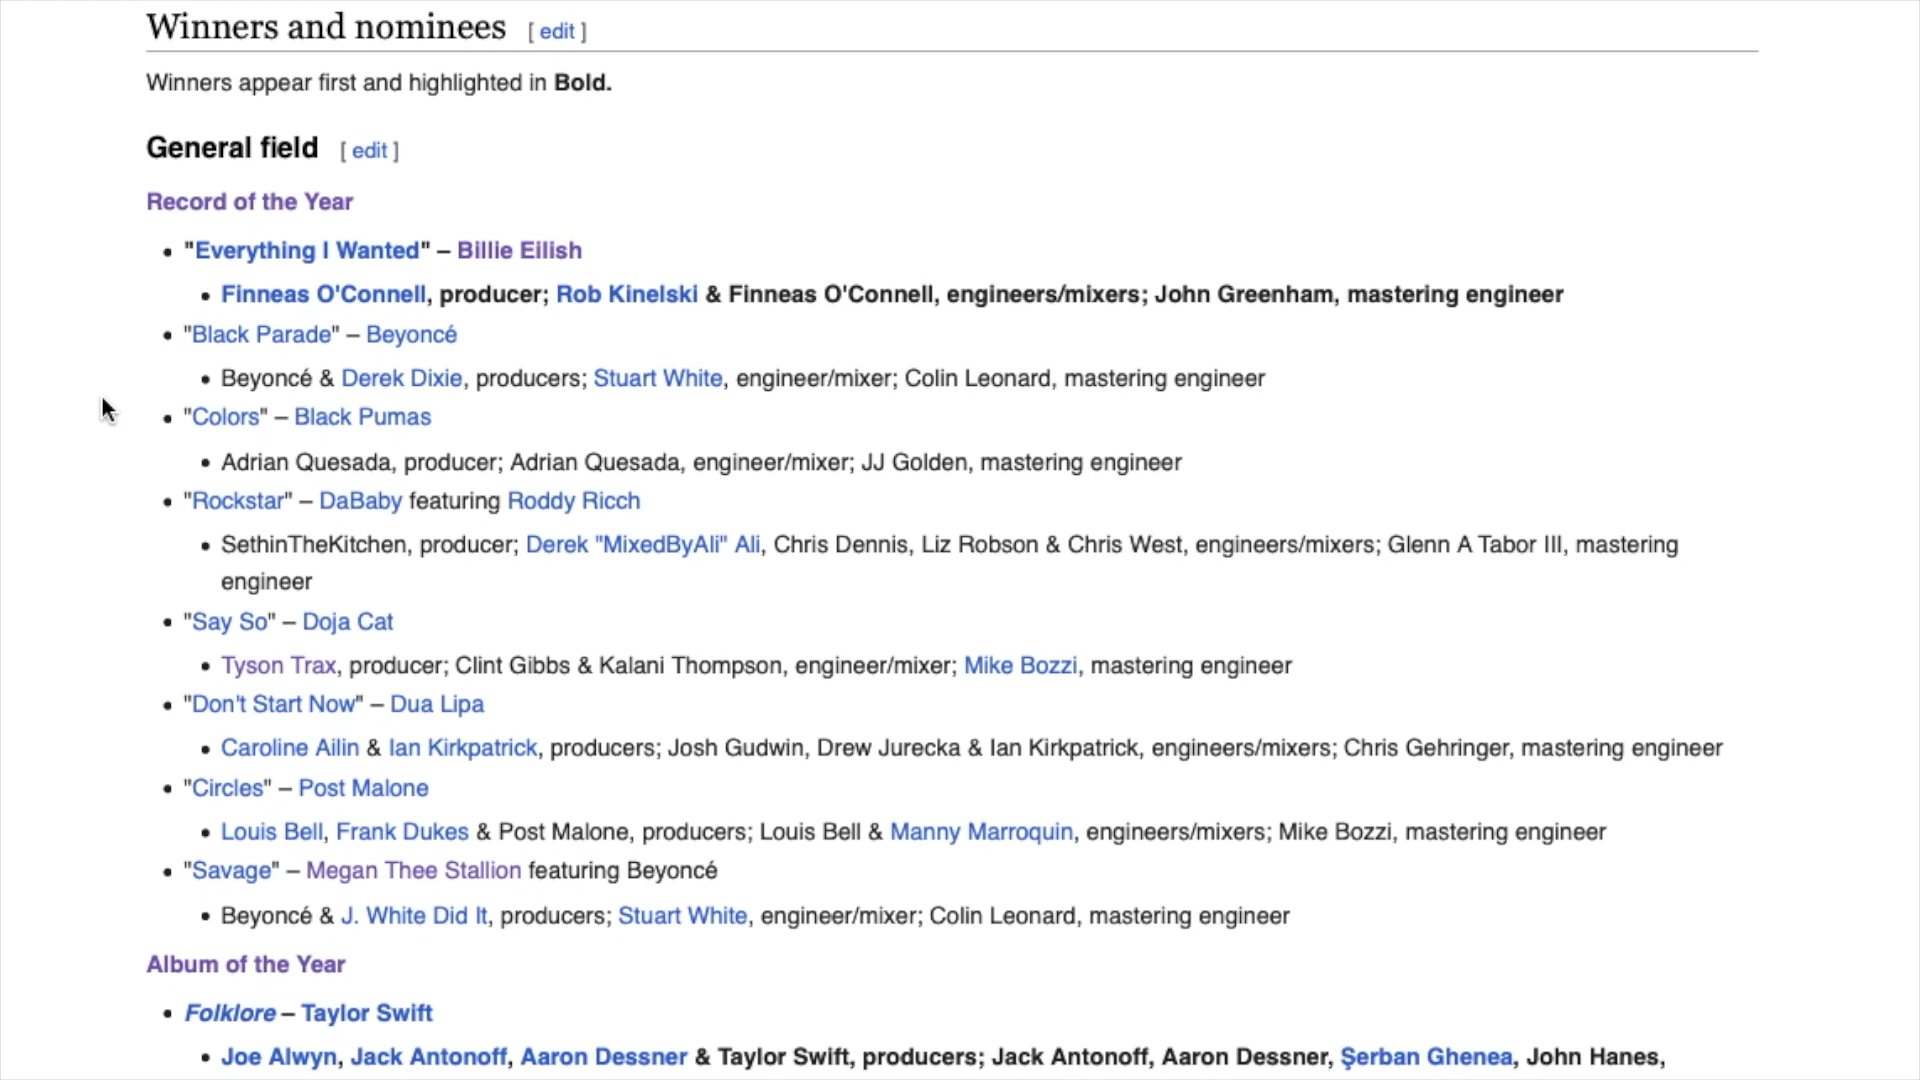 Winners and nominees [ edit ]
Winners appear first and highlighted in Bold.
General field [ edit ]
Record of the Year
"Everything I Wanted" – Billie Eilish
Finneas O'Connell, producer; Rob Kinelski & Finneas O'Connell, engineers/mixers; John Greenham, mastering engineer
"Black Parade" – Beyoncé
Beyoncé & Derek Dixie, producers; Stuart White, engineer/mixer; Colin Leonard, mastering engineer
"Colors" – Black Pumas
Adrian Quesada, producer; Adrian Quesada, engineer/mixer; JJ Golden, mastering engineer
"Rockstar" – DaBaby featuring Roddy Ricch
SethinTheKitchen, producer; Derek "MixedByAli" Ali, Chris Dennis, Liz Robson & Chris West, engineers/mixers; Glenn A Tabor III, mastering
engineer
"Say So" – Doja Cat
Tyson Trax, producer; Clint Gibbs & Kalani Thompson, engineer/mixer; Mike Bozzi, mastering engineer
"Don't Start Now" – Dua Lipa
Caroline Ailin & Ian Kirkpatrick, producers; Josh Gudwin, Drew Jurecka & Ian Kirkpatrick, engineers/mixers; Chris Gehringer, mastering engineer
"Circles" – Post Malone
Louis Bell, Frank Dukes & Post Malone, producers; Louis Bell & Manny Marroquin, engineers/mixers; Mike Bozzi, mastering engineer
"Savage" – Megan Thee Stallion featuring Beyoncé
Beyoncé & J. White Did It, producers; Stuart White, engineer/mixer; Colin Leonard, mastering engineer
Album of the Year
Folklore – Taylor Swift
Joe Alwyn, Jack Antonoff, Aaron Dessner & Taylor Swift, producers; Jack Antonoff, Aaron Dessner, Şerban Ghenea, John Hanes,